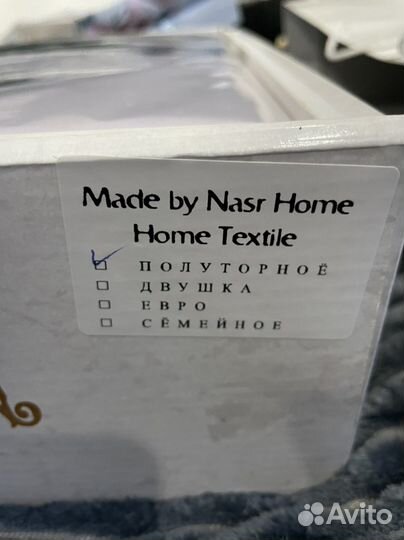 Made by Nasr Home
Home Textile
ПОЛУТОРНОЁ
ДВУШКА
ЕВРО
СЁМЕЙНОЕ
Avito